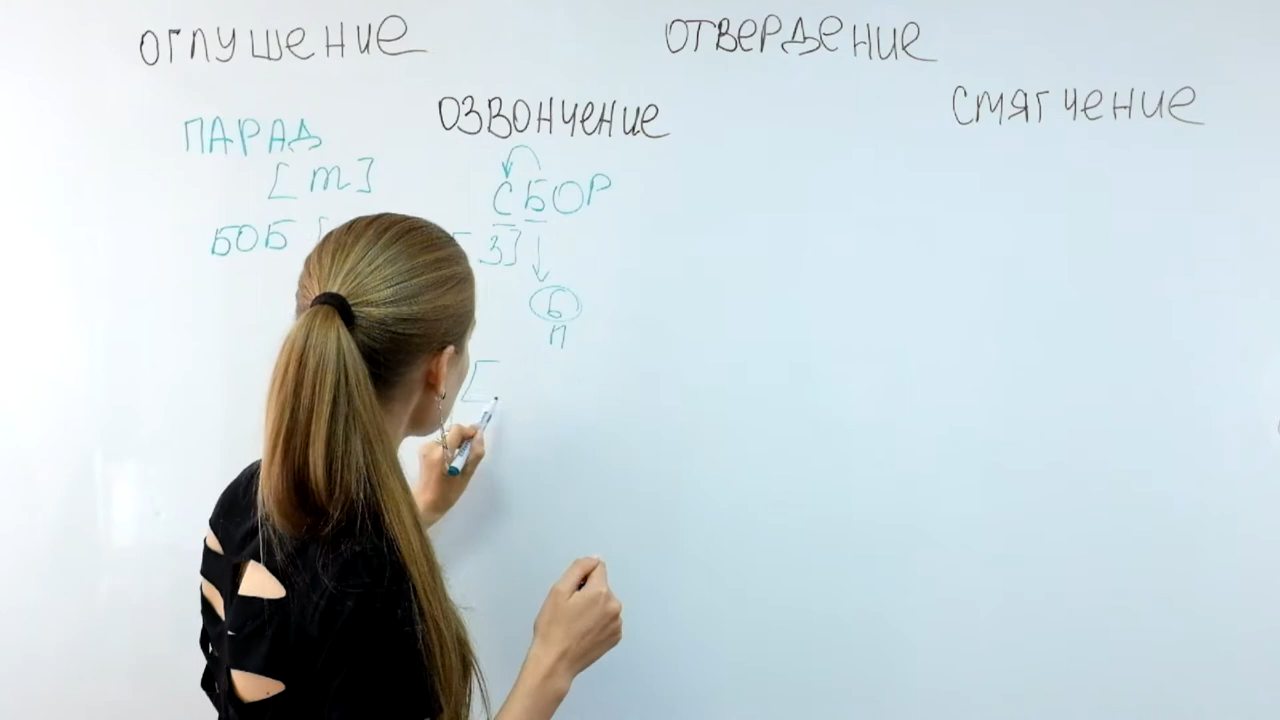 ОГЛУШЕНИЕ
ПАРАД
[т]
БОБ [
ОЗВОНЧЕНИЕ
СБОР
З]
Б
П
[
ОТВЕРДЕНИЕ
СМЯГЧЕНИЕ